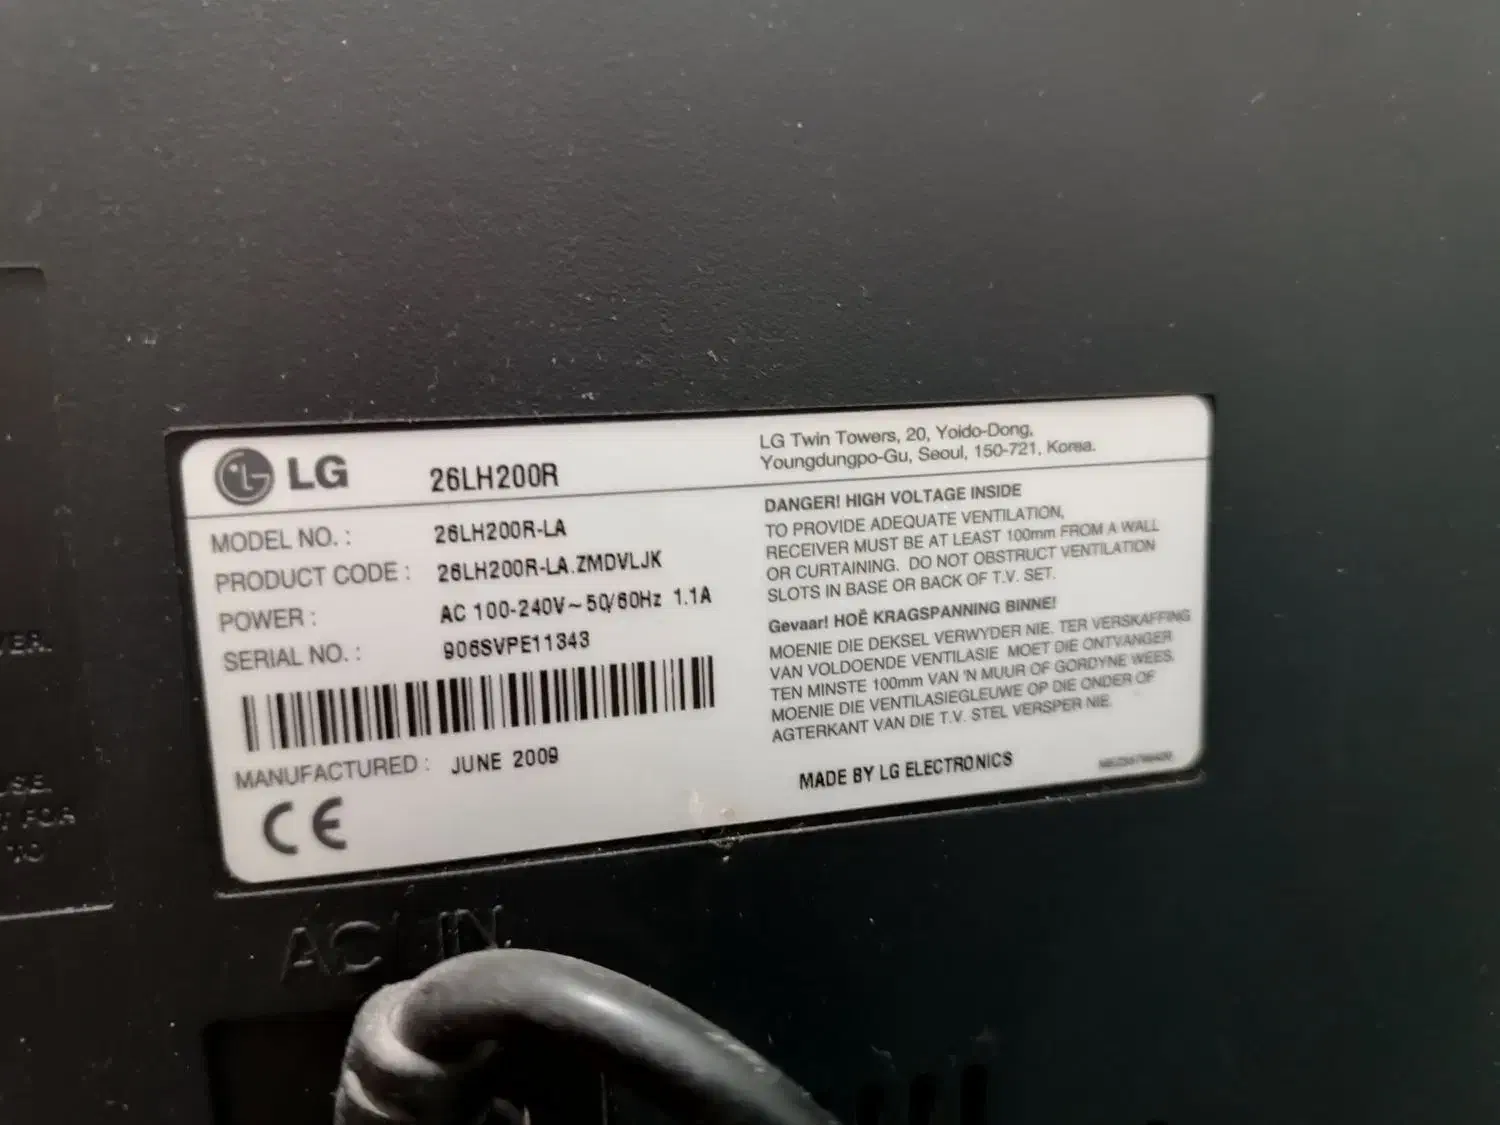 LG
26LH200R
LG Twin Towers, 20, Yoido-Dong,
Youngdungpo-Gu, Seoul, 150-721, Korea.
MODEL NO. : 26LH200R-LA
PRODUCT CODE : 26LH200R-LA.ZMDVLJK
POWER : AC 100-240V~50/60Hz 1.1A
SERIAL NO. : 906SVPE11343
MANUFACTURED : JUNE 2009
CE
DANGER! HIGH VOLTAGE INSIDE
TO PROVIDE ADEQUATE VENTILATION,
RECEIVER MUST BE AT LEAST 100mm FROM A WALL
OR CURTAINING. DO NOT OBSTRUCT VENTILATION
SLOTS IN BASE OR BACK OF T.V. SET.
Gevaar! HOË KRAGSPANNING BINNE!
MOENIE DIE DEKSEL VERWYDER NIE. TER VERSKAFFING
VAN VOLDOENDE VENTILASIE MOET DIE ONTVANGER
TEN MINSTE 100mm VAN 'N MUUR OF GORDYNE WEES.
MOENIE DIE VENTILASIEGLEUWE OP DIE ONDER OF
AGTERKANT VAN DIE T.V. STEL VERSPER NIE.
MADE BY LG ELECTRONICS
AC IN
FOR A
TO